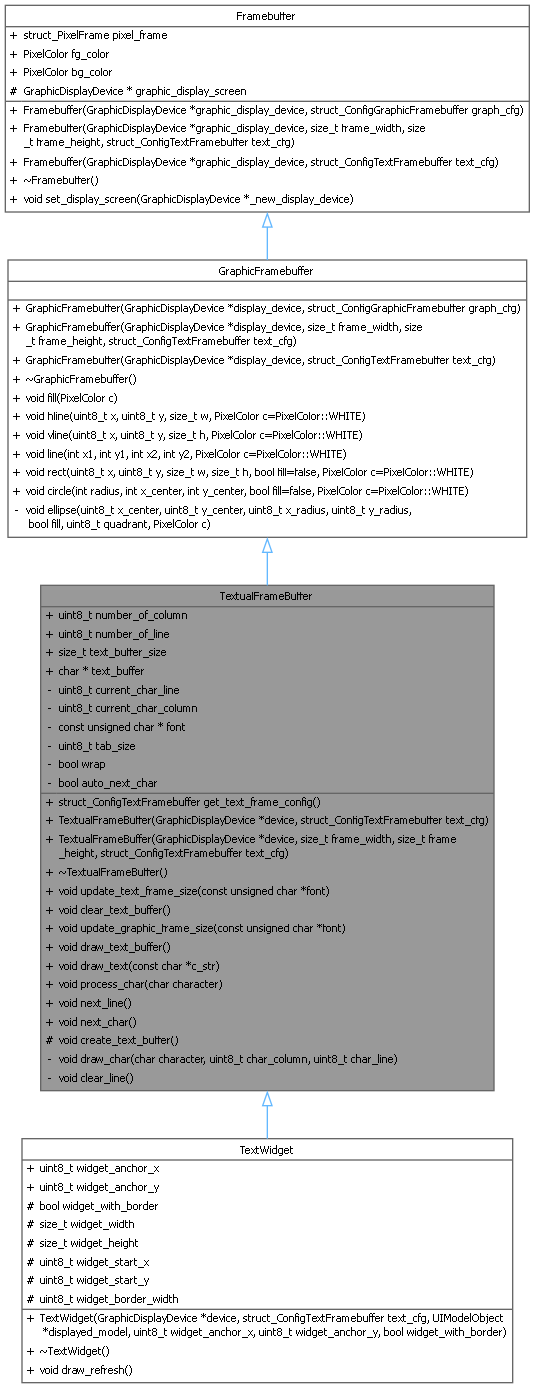 Framebuffer
+ struct_PixelFrame pixel_frame
+ PixelColor fg_color
+ PixelColor bg_color
# GraphicDisplayDevice * graphic_display_screen
+ Framebuffer(GraphicDisplayDevice *graphic_display_device, struct_ConfigGraphicFramebuffer graph_cfg)
+ Framebuffer(GraphicDisplayDevice *graphic_display_device, size_t frame_width, size
_t frame_height, struct_ConfigTextFramebuffer text_cfg)
+ Framebuffer(GraphicDisplayDevice *graphic_display_device, struct_ConfigTextFramebuffer text_cfg)
+ ~Framebuffer()
+ void set_display_screen(GraphicDisplayDevice *_new_display_device)
GraphicFramebuffer
+ GraphicFramebuffer(GraphicDisplayDevice *display_device, struct_ConfigGraphicFramebuffer graph_cfg)
+ GraphicFramebuffer(GraphicDisplayDevice *display_device, size_t frame_width, size
_t frame_height, struct_ConfigTextFramebuffer text_cfg)
+ GraphicFramebuffer(GraphicDisplayDevice *display_device, struct_ConfigTextFramebuffer text_cfg)
+ ~GraphicFramebuffer()
+ void fill(PixelColor c)
+ void hline(uint8_t x, uint8_t y, size_t w, PixelColor c=PixelColor::WHITE)
+ void vline(uint8_t x, uint8_t y, size_t h, PixelColor c=PixelColor::WHITE)
+ void line(int x1, int y1, int x2, int y2, PixelColor c=PixelColor::WHITE)
+ void rect(uint8_t x, uint8_t y, size_t w, size_t h, bool fill=false, PixelColor c=PixelColor::WHITE)
+ void circle(int radius, int x_center, int y_center, bool fill=false, PixelColor c=PixelColor::WHITE)
- void ellipse(uint8_t x_center, uint8_t y_center, uint8_t x_radius, uint8_t y_radius,
bool fill, uint8_t quadrant, PixelColor c)
TextualFrameBuffer
+ uint8_t number_of_column
+ uint8_t number_of_line
+ size_t text_buffer_size
+ char * text_buffer
- uint8_t current_char_line
- uint8_t current_char_column
- const unsigned char * font
- uint8_t tab_size
- bool wrap
- bool auto_next_char
+ struct_ConfigTextFramebuffer get_text_frame_config()
+ TextualFrameBuffer(GraphicDisplayDevice *device, struct_ConfigTextFramebuffer text_cfg)
+ TextualFrameBuffer(GraphicDisplayDevice *device, size_t frame_width, size_t frame
_height, struct_ConfigTextFramebuffer text_cfg)
+ ~TextualFrameBuffer()
+ void update_text_frame_size(const unsigned char *font)
+ void clear_text_buffer()
+ void update_graphic_frame_size(const unsigned char *font)
+ void draw_text_buffer()
+ void draw_text(const char *c_str)
+ void process_char(char character)
+ void next_line()
+ void next_char()
# void create_text_buffer()
- void draw_char(char character, uint8_t char_column, uint8_t char_line)
- void clear_line()
TextWidget
+ uint8_t widget_anchor_x
+ uint8_t widget_anchor_y
# bool widget_with_border
# size_t widget_width
# size_t widget_height
# uint8_t widget_start_x
# uint8_t widget_start_y
# uint8_t widget_border_width
+ TextWidget(GraphicDisplayDevice *device, struct_ConfigTextFramebuffer text_cfg, UIModelObject
*displayed_model, uint8_t widget_anchor_x, uint8_t widget_anchor_y, bool widget_with_border)
+ ~TextWidget()
+ void draw_refresh()